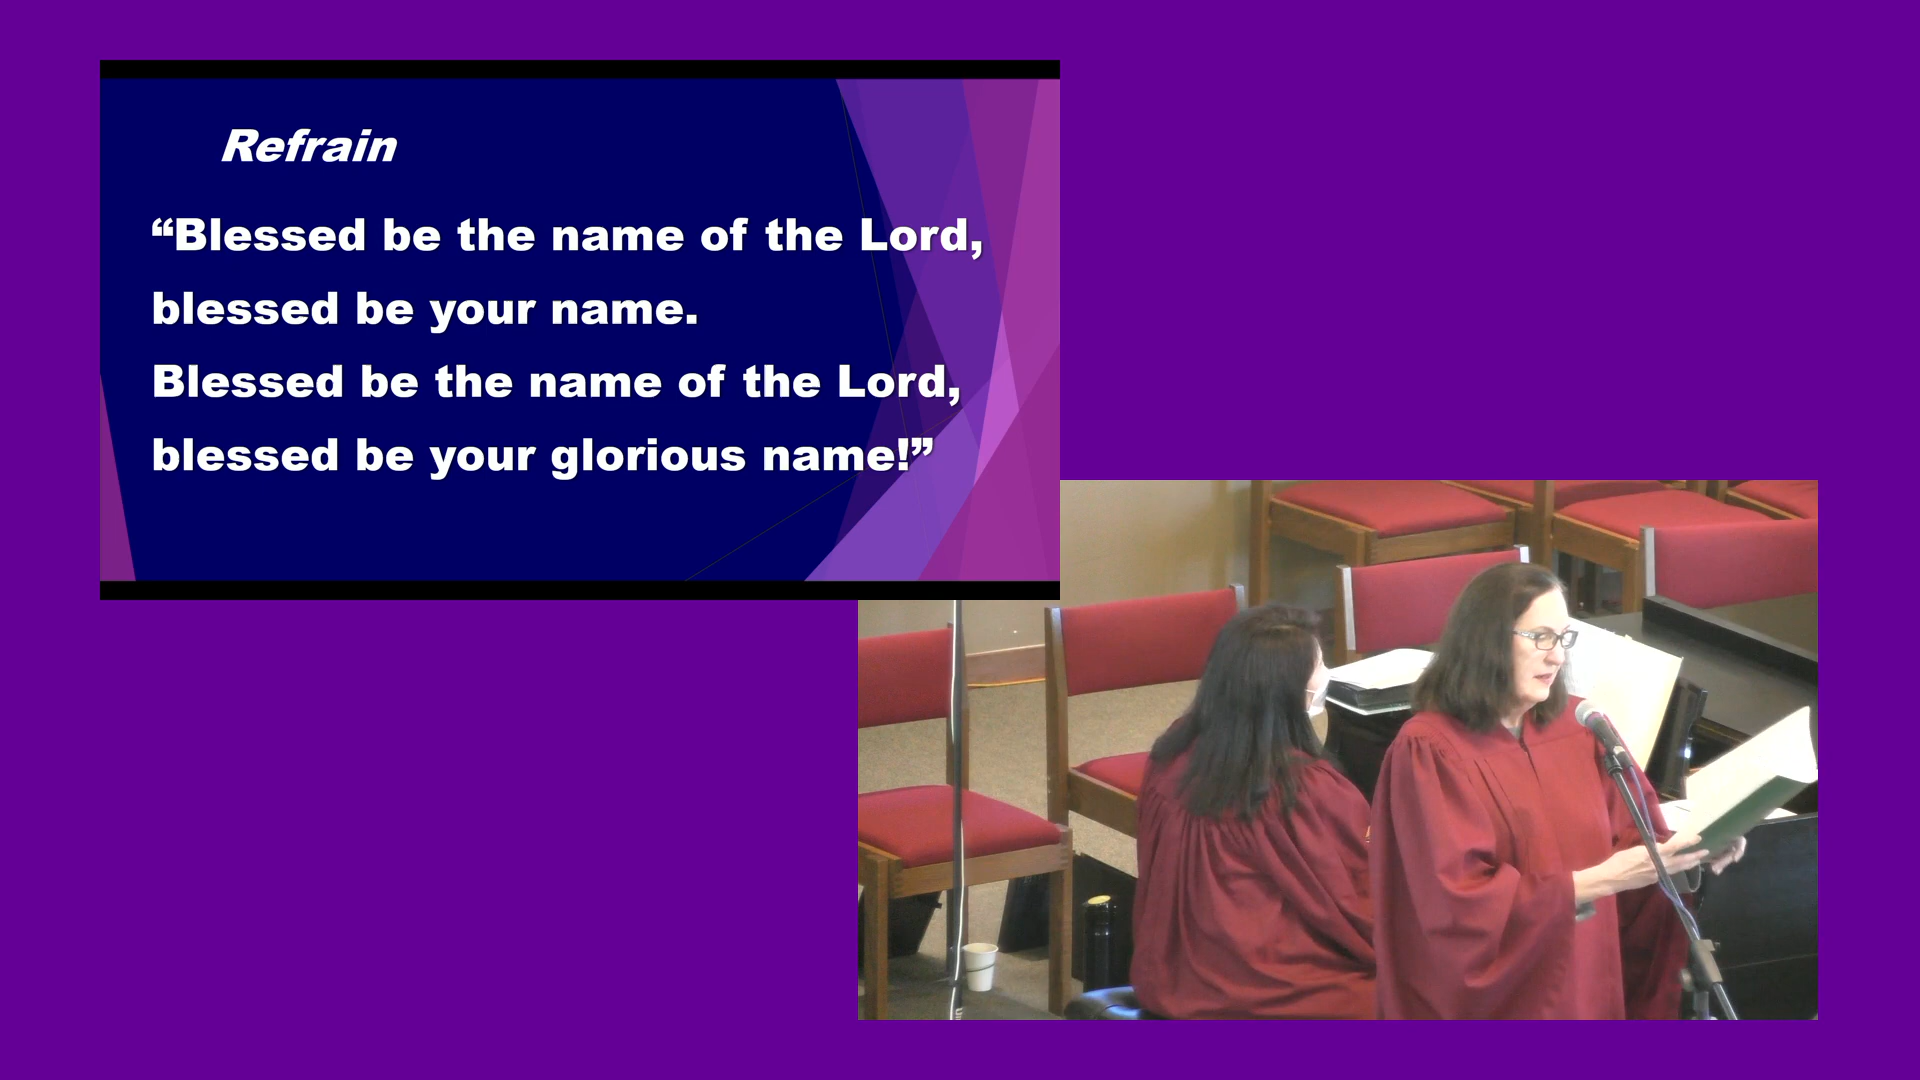 Refrain
“Blessed be the name of the Lord,
blessed be your name.
Blessed be the name of the Lord,
blessed be your glorious name!”